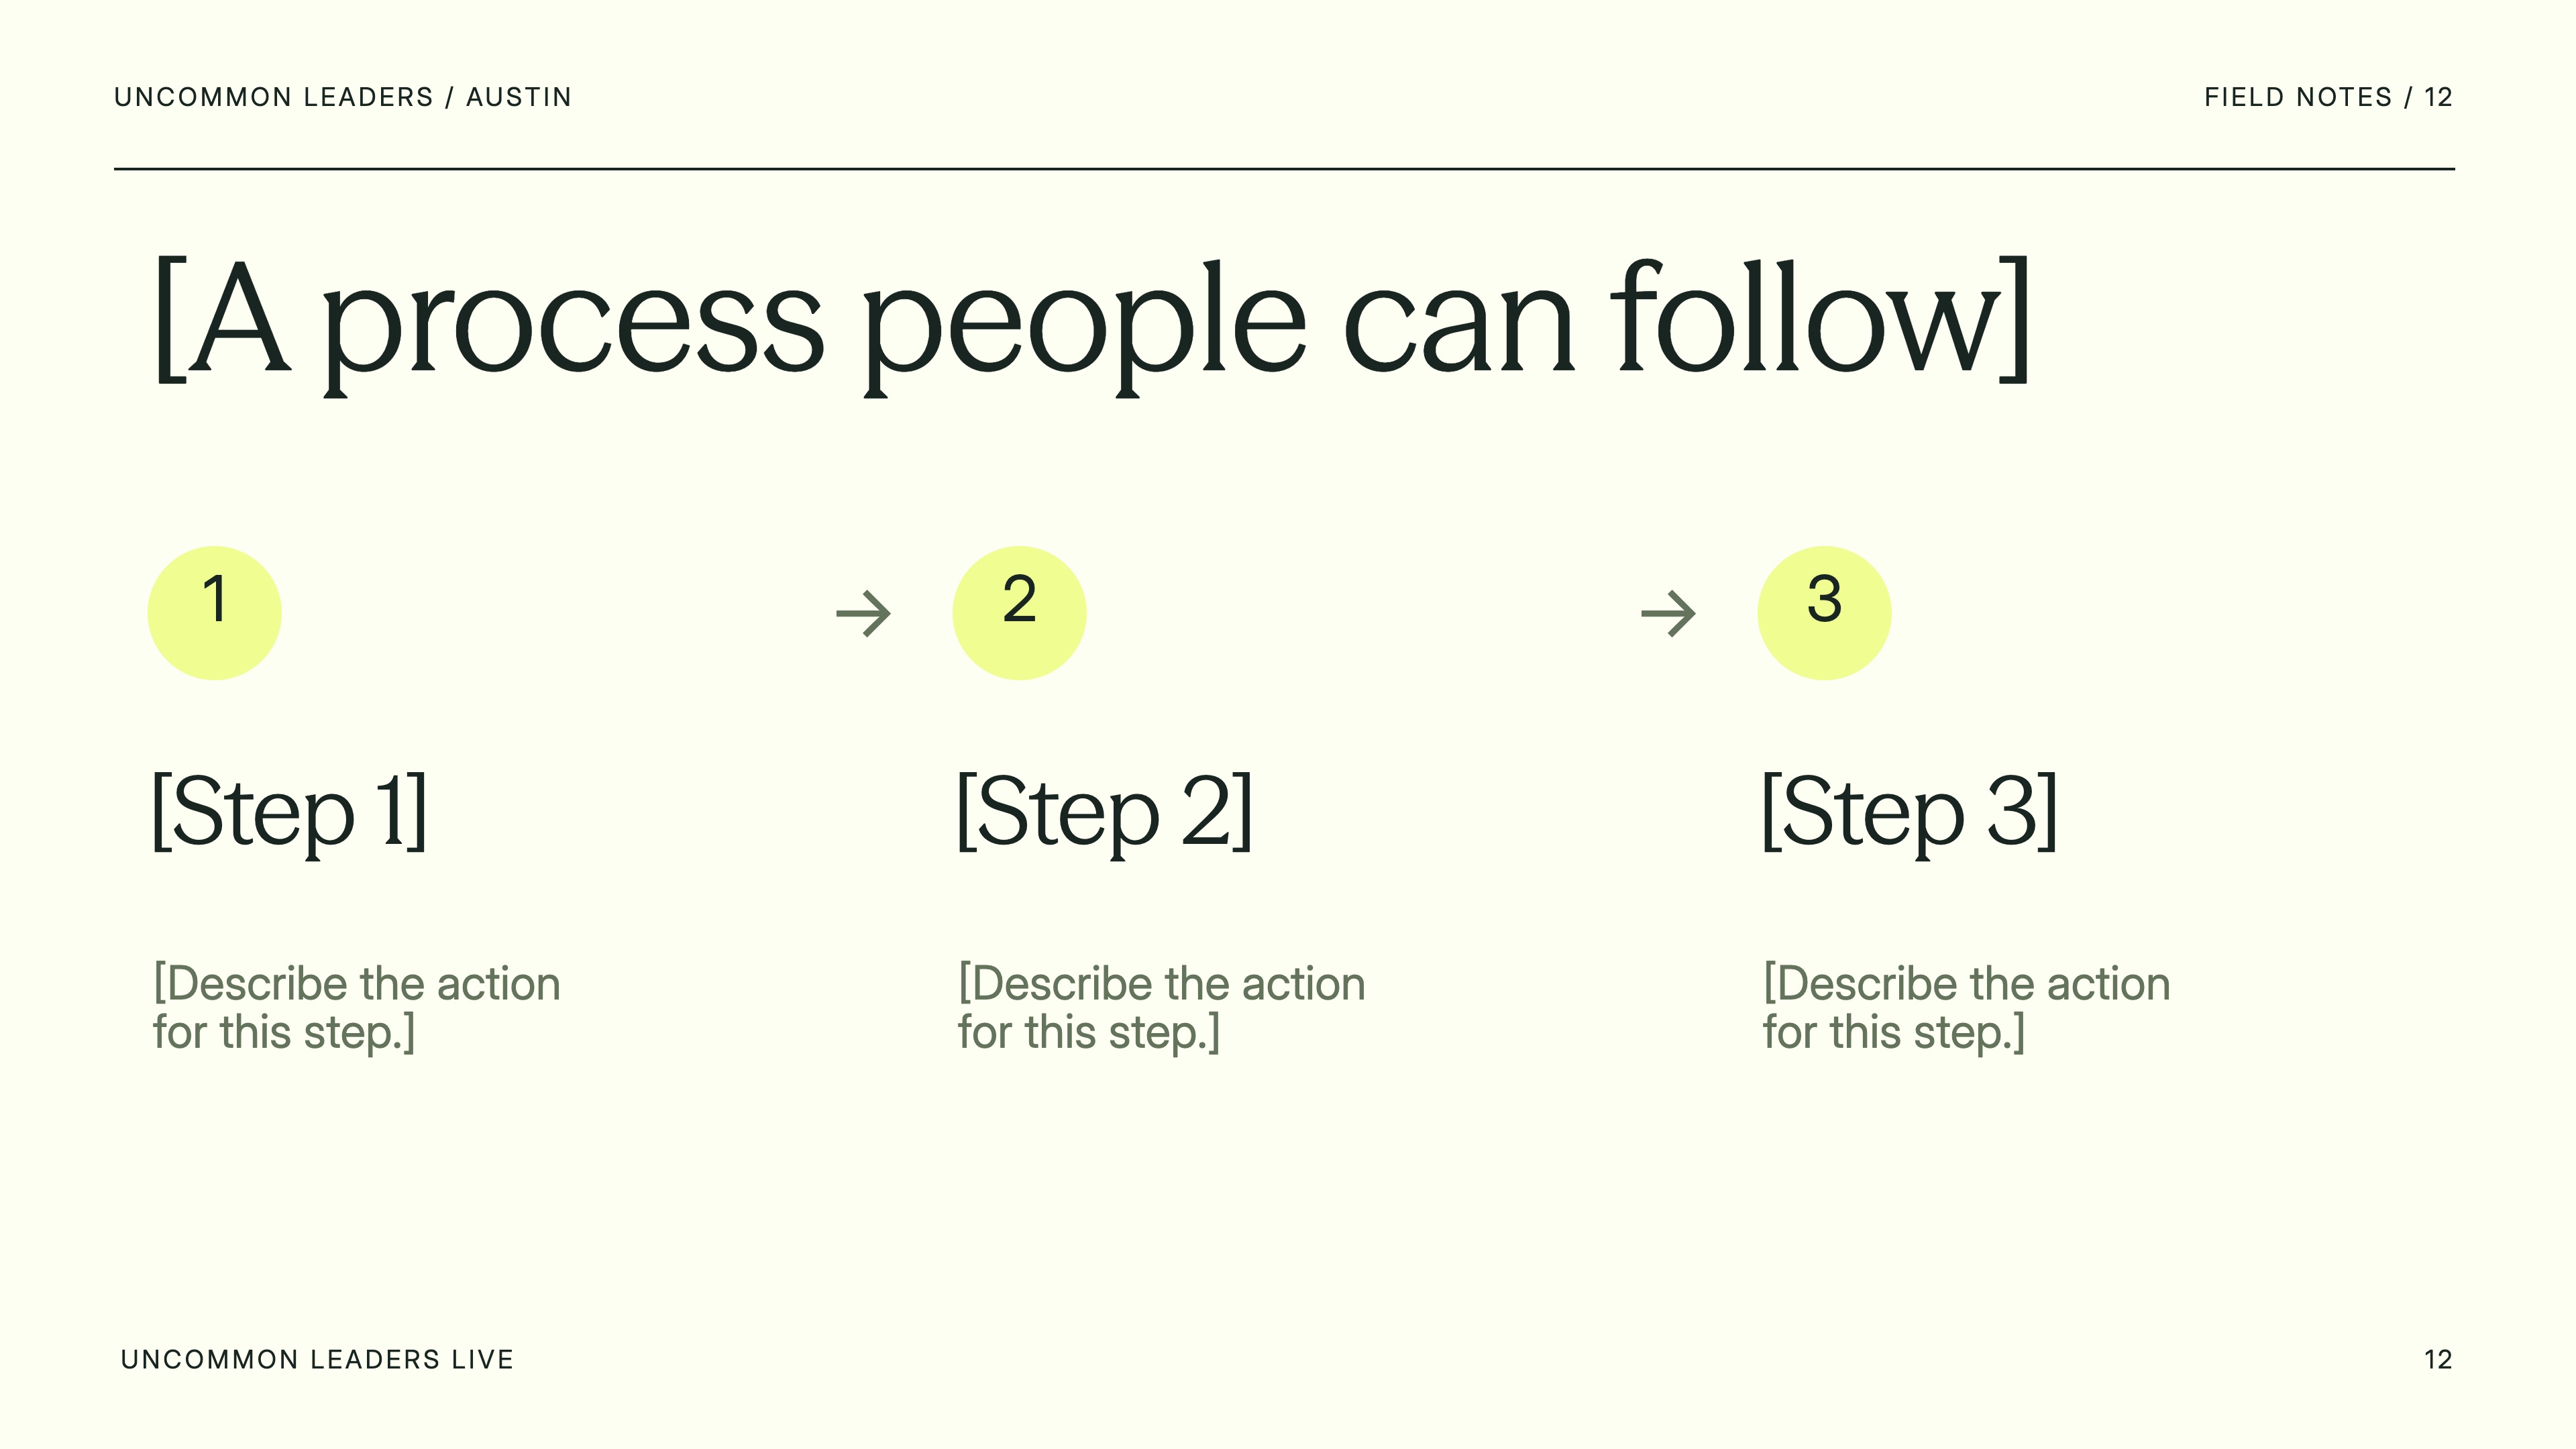 UNCOMMON LEADERS / AUSTIN
FIELD NOTES / 12
[A process people can follow]
1
→
2
→
3
[Step 1]
[Step 2]
[Step 3]
[Describe the action
for this step.]
[Describe the action
for this step.]
[Describe the action
for this step.]
UNCOMMON LEADERS LIVE
12